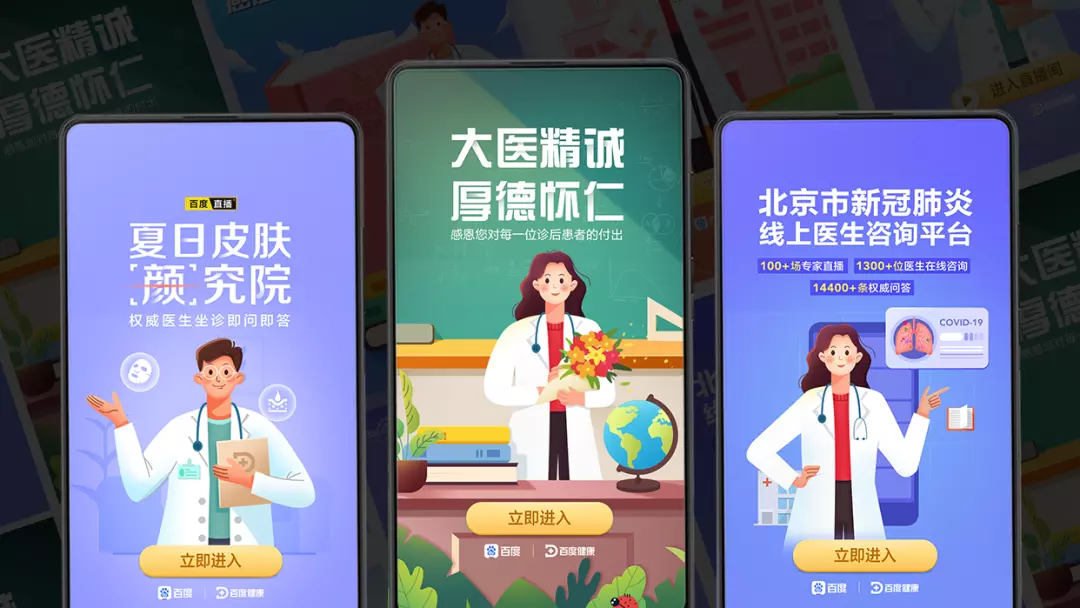 百度 直播
夏日皮肤
[颜]究院
权威医生坐诊即问即答
立即进入
百度 百度健康
大医精诚
厚德怀仁
感恩您对每一位诊后患者的付出
立即进入
百度 百度健康
北京市新冠肺炎
线上医生咨询平台
100+场专家直播 1300+位医生在线咨询
14400+条权威问答
COVID-19
立即进入
百度 百度健康
大医精诚
厚德怀仁
进入直播间
大医精
厚德怀